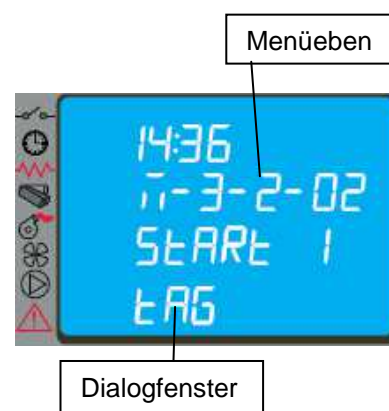 Menüeben
14:36
n-3-2-02
StARt 1
tAG
Dialogfenster